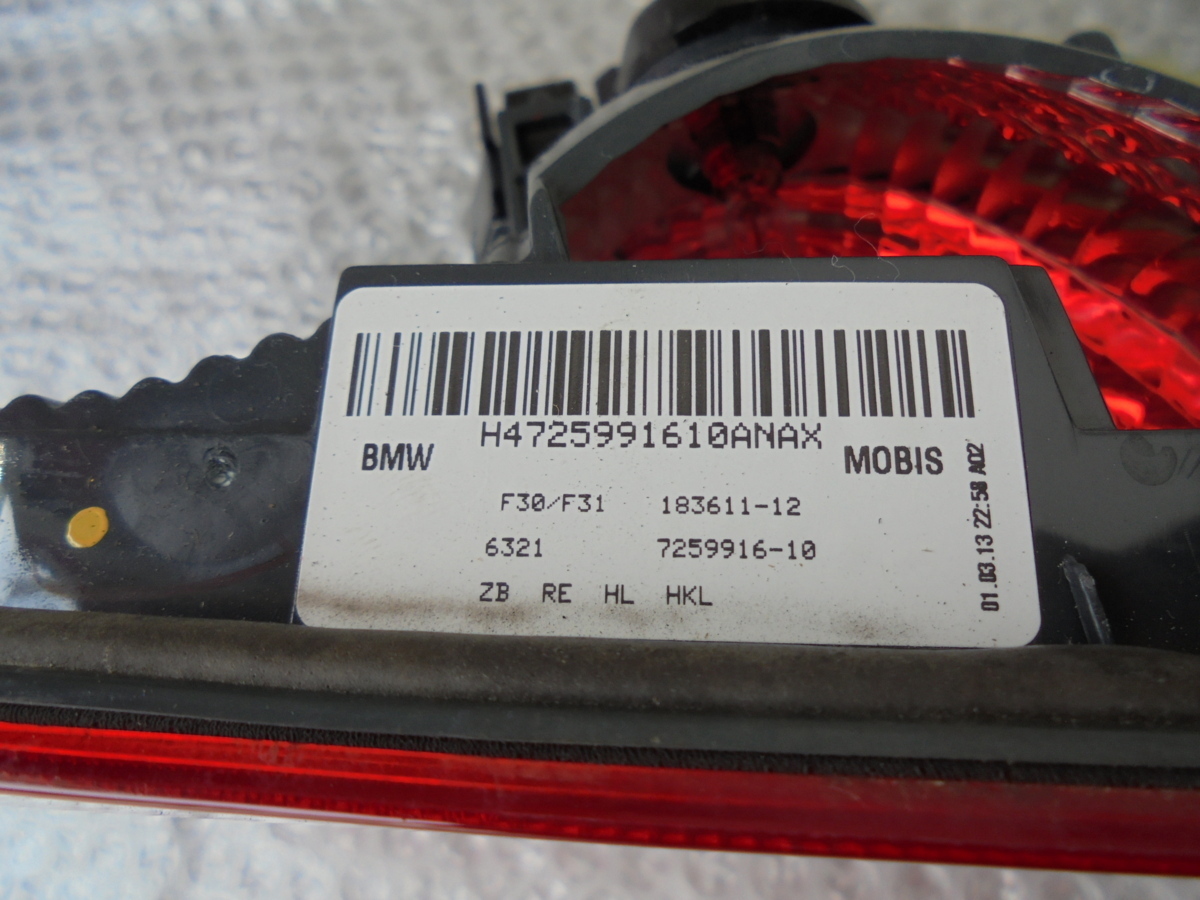 H4725991610ANAX
BMW MOBIS
F30/F31 183611-12
6321 7259916-10
ZB RE HL HKL
01.03.13 22:58 A02